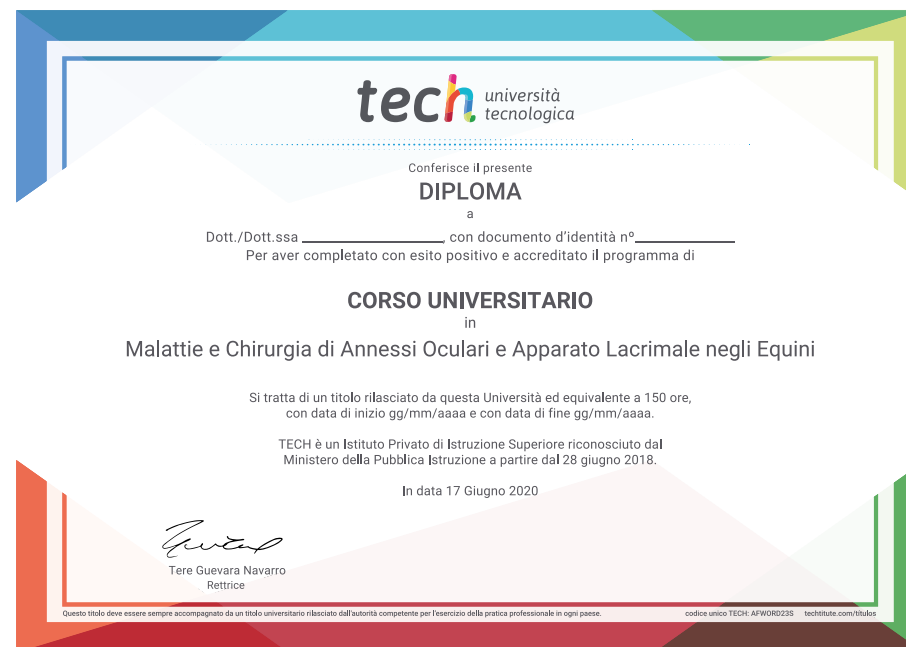 tech università
tecnologica
Conferisce il presente
DIPLOMA
a
Dott./Dott.ssa ____________________, con documento d'identità nº______________
Per aver completato con esito positivo e accreditato il programma di
CORSO UNIVERSITARIO
in
Malattie e Chirurgia di Annessi Oculari e Apparato Lacrimale negli Equini
Si tratta di un titolo rilasciato da questa Università ed equivalente a 150 ore,
con data di inizio gg/mm/aaaa e con data di fine gg/mm/aaaa.
TECH è un Istituto Privato di Istruzione Superiore riconosciuto dal
Ministero della Pubblica Istruzione a partire dal 28 giugno 2018.
In data 17 Giugno 2020
Tere Guevara Navarro
Rettrice
Questo titolo deve essere sempre accompagnato da un titolo universitario rilasciato dall'autorità competente per l'esercizio della pratica professionale in ogni paese. codice unico TECH: AFWORD23S techtitute.com/títulos